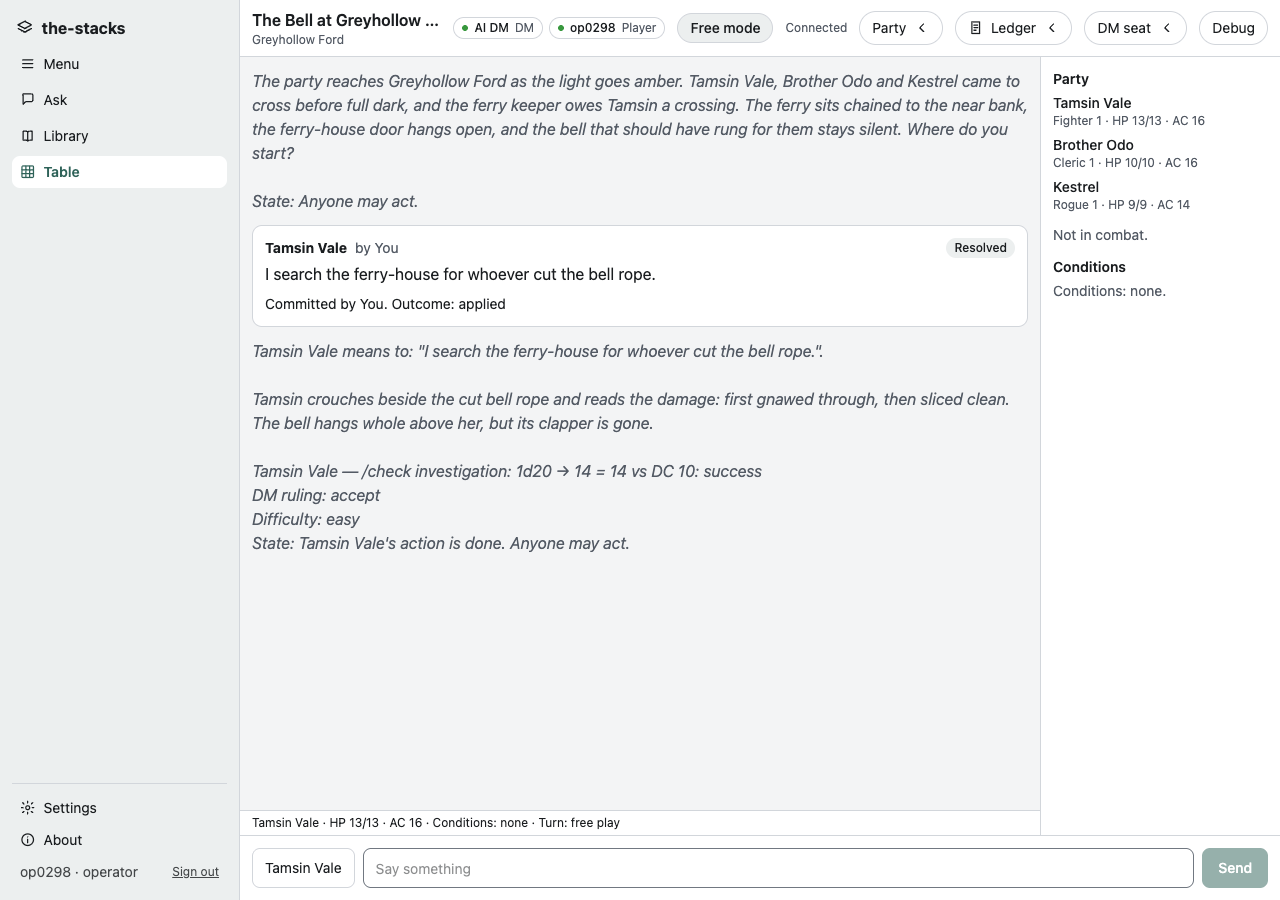 the-stacks
Menu
Ask
Library
Table
Settings
About
op0298 · operator
Sign out
The Bell at Greyhollow ...
Greyhollow Ford
AI DM DM
op0298 Player
Free mode
Connected
Party
Ledger
DM seat
Debug
The party reaches Greyhollow Ford as the light goes amber. Tamsin Vale, Brother Odo and Kestrel came to
cross before full dark, and the ferry keeper owes Tamsin a crossing. The ferry sits chained to the near bank,
the ferry-house door hangs open, and the bell that should have rung for them stays silent. Where do you
start?
State: Anyone may act.
Tamsin Vale by You
Resolved
I search the ferry-house for whoever cut the bell rope.
Committed by You. Outcome: applied
Tamsin Vale means to: "I search the ferry-house for whoever cut the bell rope.".
Tamsin crouches beside the cut bell rope and reads the damage: first gnawed through, then sliced clean.
The bell hangs whole above her, but its clapper is gone.
Tamsin Vale — /check investigation: 1d20 → 14 = 14 vs DC 10: success
DM ruling: accept
Difficulty: easy
State: Tamsin Vale's action is done. Anyone may act.
Tamsin Vale · HP 13/13 · AC 16 · Conditions: none · Turn: free play
Tamsin Vale
Say something
Send
Party
Tamsin Vale
Fighter 1 · HP 13/13 · AC 16
Brother Odo
Cleric 1 · HP 10/10 · AC 16
Kestrel
Rogue 1 · HP 9/9 · AC 14
Not in combat.
Conditions
Conditions: none.